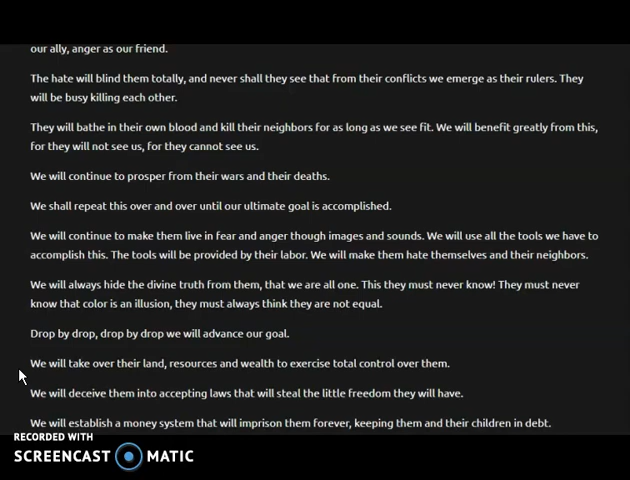 our ally, anger as our friend.
The hate will blind them totally, and never shall they see that from their conflicts we emerge as their rulers. They
will be busy killing each other.
They will bathe in their own blood and kill their neighbors for as long as we see fit. We will benefit greatly from this,
for they will not see us, for they cannot see us.
We will continue to prosper from their wars and their deaths.
We shall repeat this over and over until our ultimate goal is accomplished.
We will continue to make them live in fear and anger though images and sounds. We will use all the tools we have to
accomplish this. The tools will be provided by their labor. We will make them hate themselves and their neighbors.
We will always hide the divine truth from them, that we are all one. This they must never know! They must never
know that color is an illusion, they must always think they are not equal.
Drop by drop, drop by drop we will advance our goal.
We will take over their land, resources and wealth to exercise total control over them.
We will deceive them into accepting laws that will steal the little freedom they will have.
We will establish a money system that will imprison them forever, keeping them and their children in debt.
RECORDED WITH
SCREENCAST MATIC